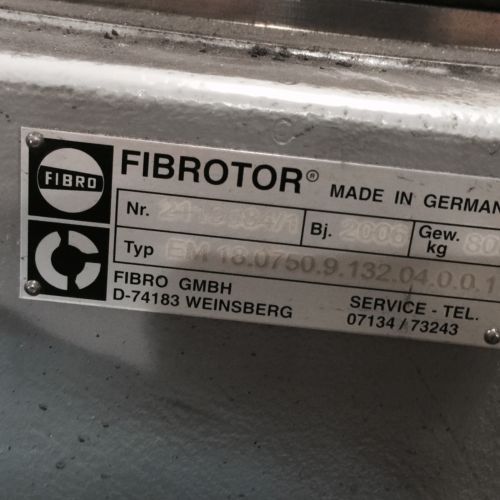 FIBRO
FIBROTOR® MADE IN GERMAN
Nr. Bj. 2006 Gew. kg
Typ EM 18.0750.9.132.04.0.0.1
FIBRO GMBH
D-74183 WEINSBERG
SERVICE - TEL.
07134 / 73243